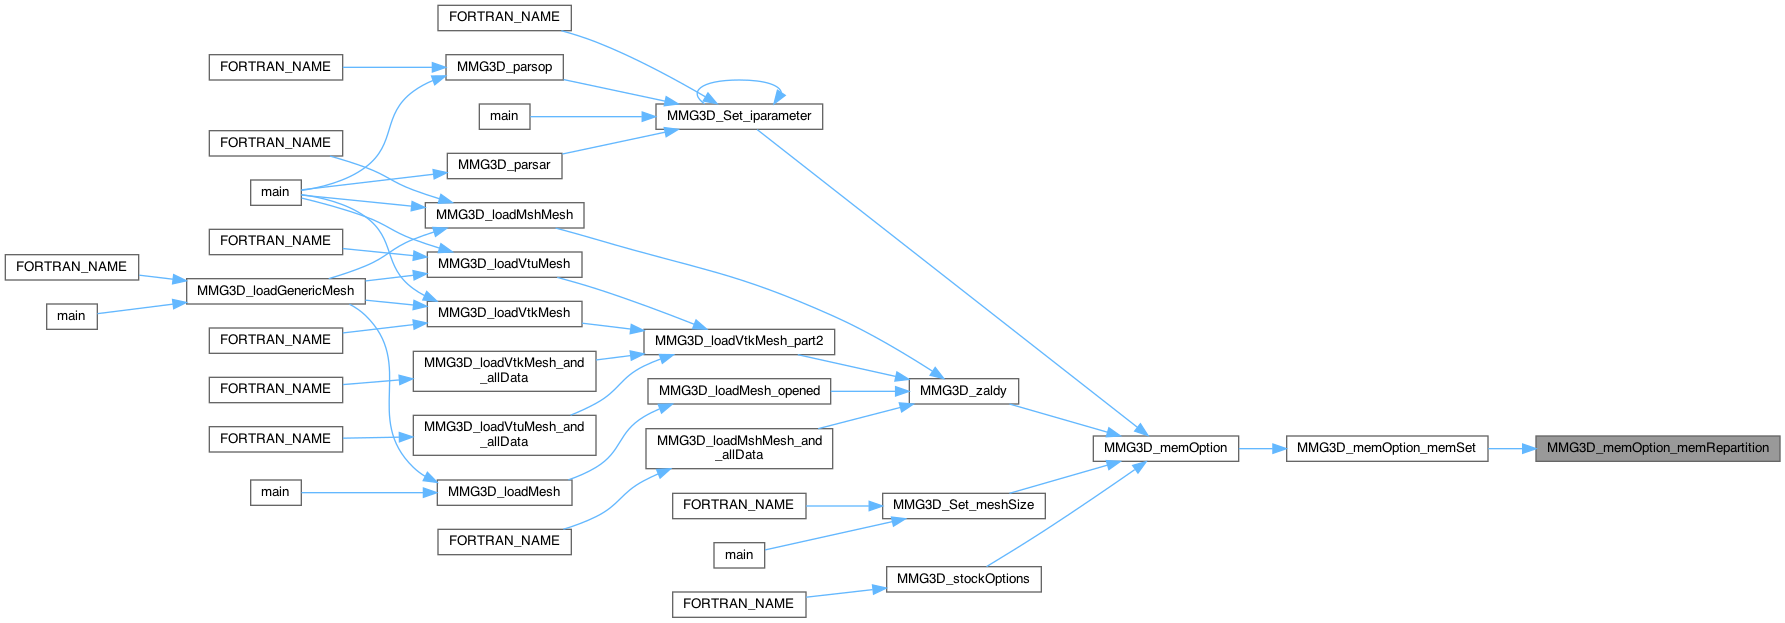 FORTRAN_NAME
FORTRAN_NAME
MMG3D_parsop
main
MMG3D_Set_iparameter
FORTRAN_NAME
MMG3D_parsar
main
MMG3D_loadMshMesh
FORTRAN_NAME
FORTRAN_NAME
MMG3D_loadVtuMesh
MMG3D_loadGenericMesh
main
MMG3D_loadVtkMesh
FORTRAN_NAME
MMG3D_loadVtkMesh_part2
MMG3D_loadVtkMesh_and
_allData
FORTRAN_NAME
MMG3D_loadMesh_opened
MMG3D_zaldy
MMG3D_loadVtuMesh_and
_allData
FORTRAN_NAME
MMG3D_loadMshMesh_and
_allData
MMG3D_memOption
MMG3D_memOption_memSet
MMG3D_memOption_memRepartition
main
MMG3D_loadMesh
FORTRAN_NAME
MMG3D_Set_meshSize
FORTRAN_NAME
main
MMG3D_stockOptions
FORTRAN_NAME